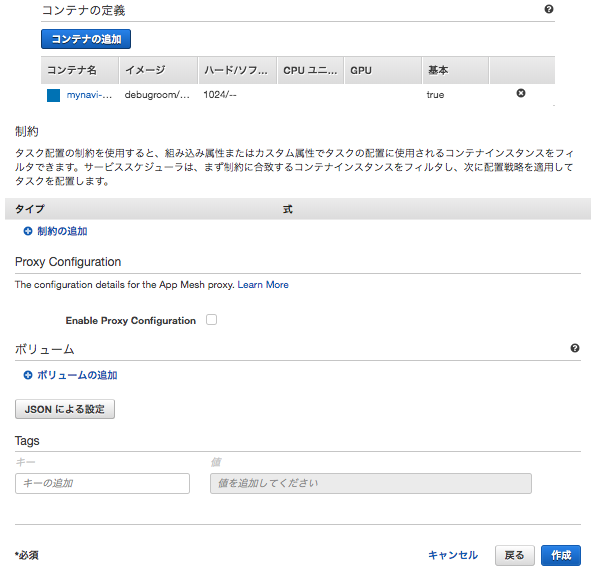 コンテナの定義
コンテナの追加
コンテナ名 イメージ ハード/ソフ... CPU ユニ... GPU 基本
mynavi-... debugroom/... 1024/-- true
制約
タスク配置の制約を使用すると、組み込み属性またはカスタム属性でタスクの配置に使用されるコンテナインスタンスをフィ
ルタできます。サービススケジューラは、まず制約に合致するコンテナインスタンスをフィルタし、次に配置戦略を適用して
タスクを配置します。
タイプ 式
制約の追加
Proxy Configuration
The configuration details for the App Mesh proxy. Learn More
Enable Proxy Configuration
ボリューム
ボリュームの追加
JSON による設定
Tags
キー 値
キーの追加 値を追加してください
*必須 キャンセル 戻る 作成